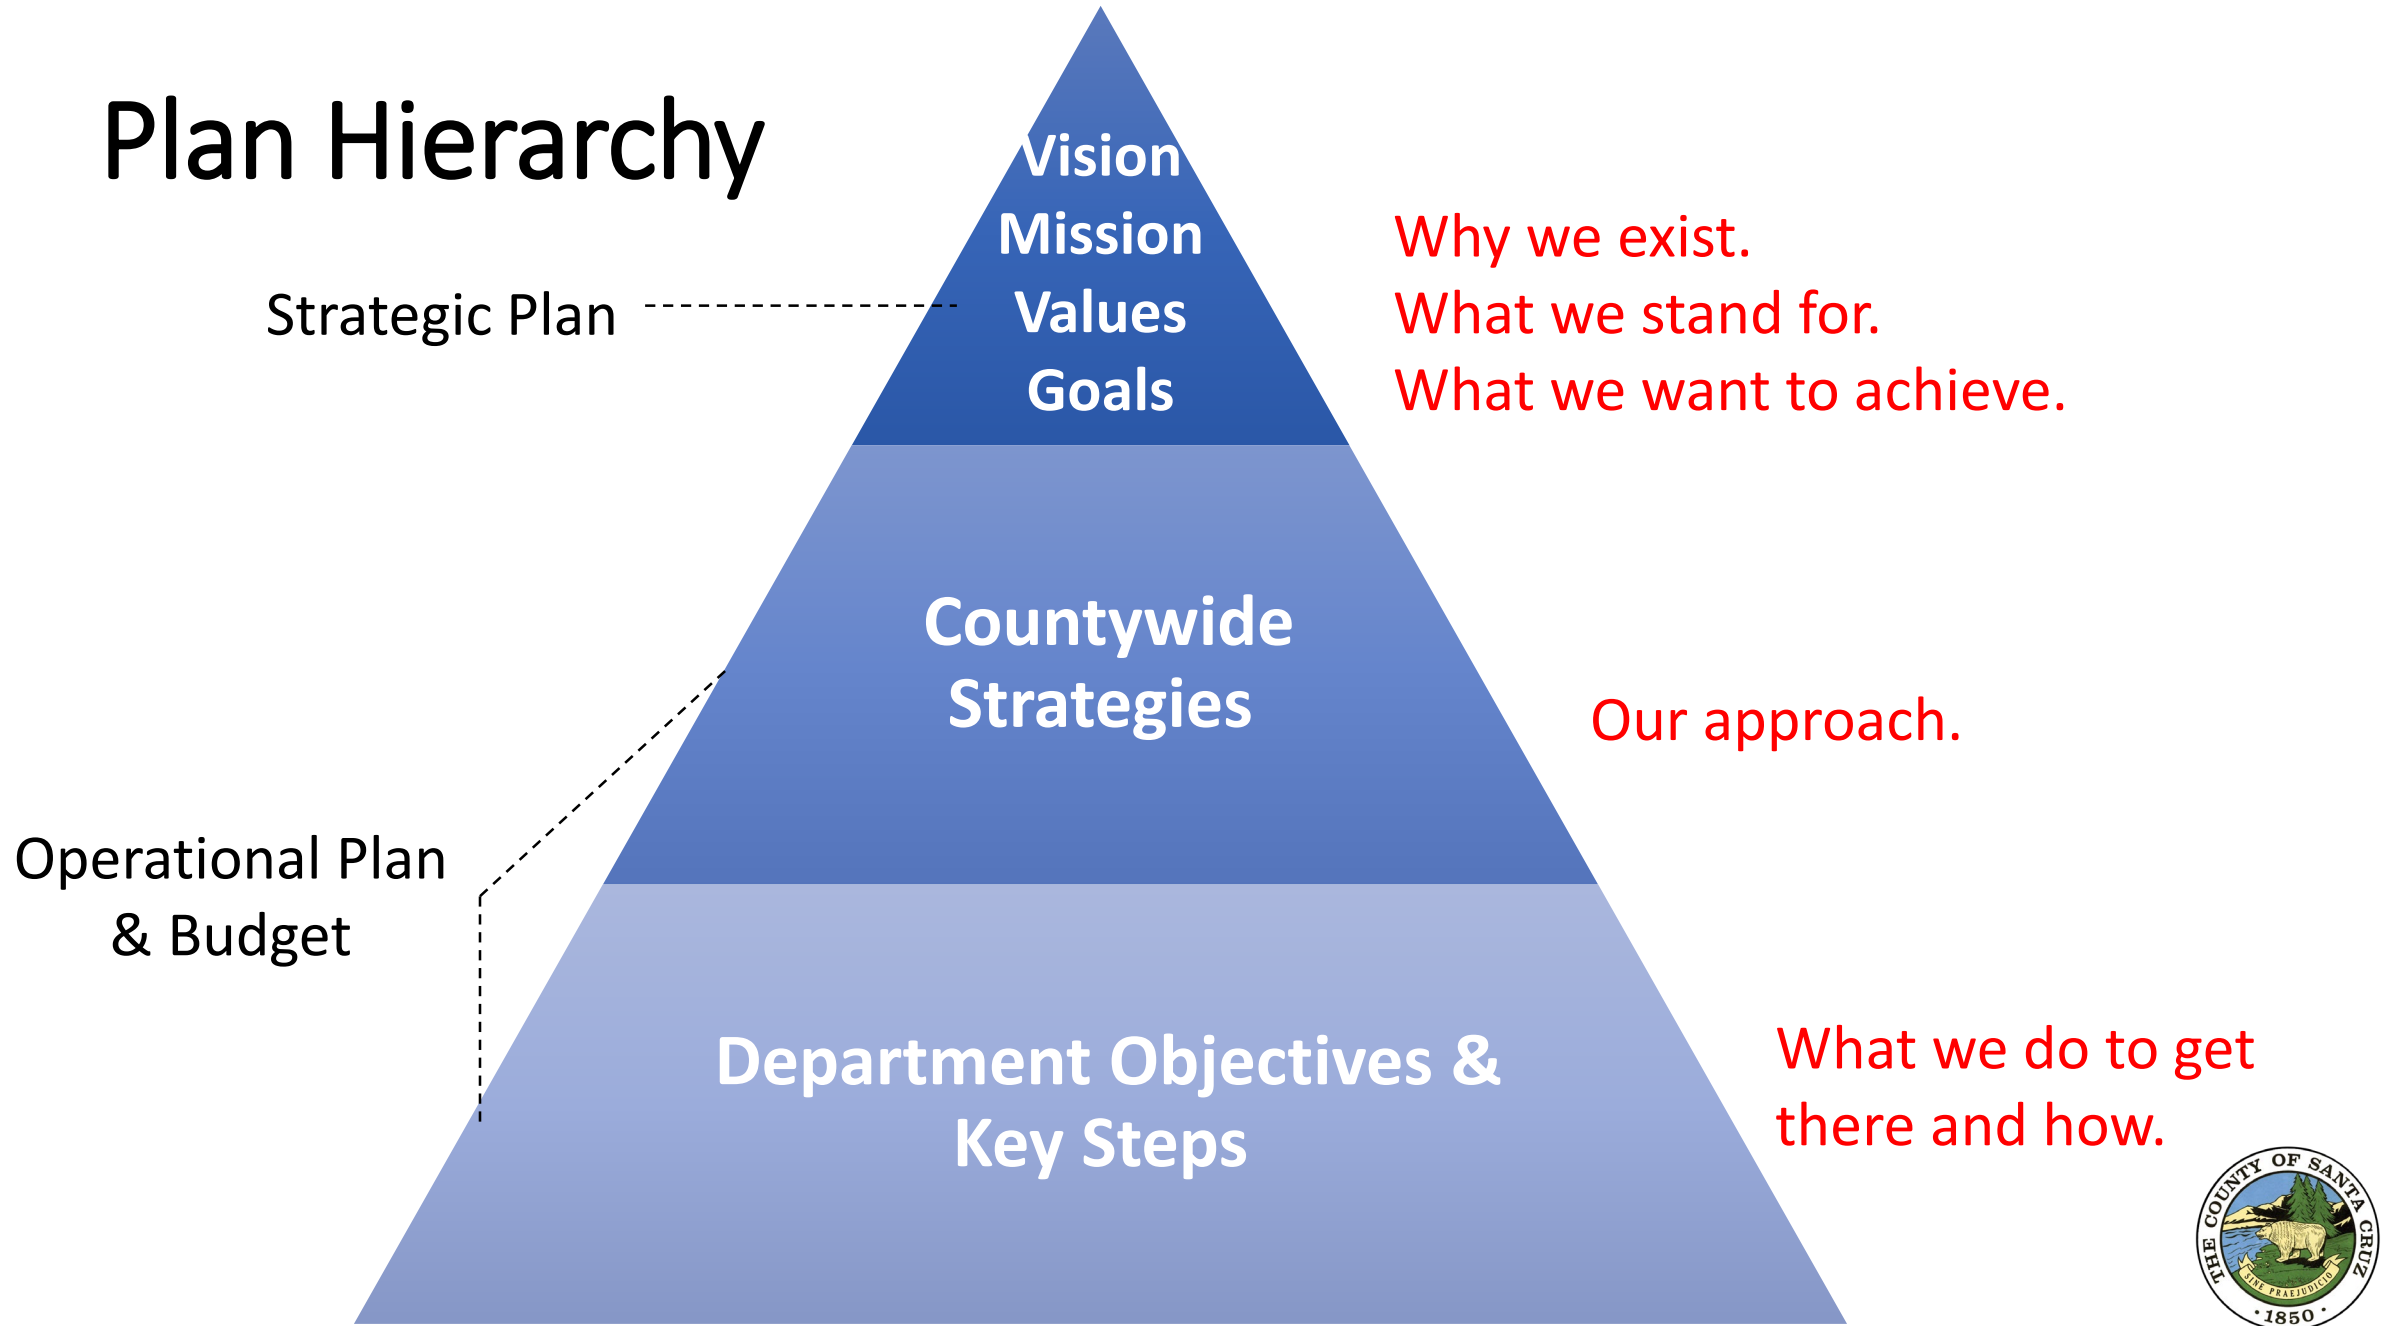 Plan Hierarchy
Vision
Mission
Values
Goals
Strategic Plan
Why we exist.
What we stand for.
What we want to achieve.
Countywide
Strategies
Our approach.
Operational Plan
& Budget
Department Objectives &
Key Steps
What we do to get
there and how.
THE COUNTY OF SANTA CRUZ
SINE PRAEJUDICIO
• 1850 •